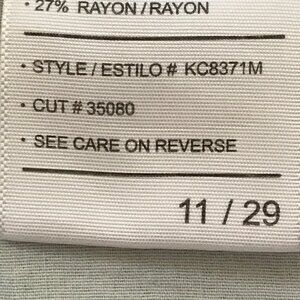 · 27% RAYON / RAYON
· STYLE / ESTILO # KC8371M
· CUT # 35080
· SEE CARE ON REVERSE
11 / 29